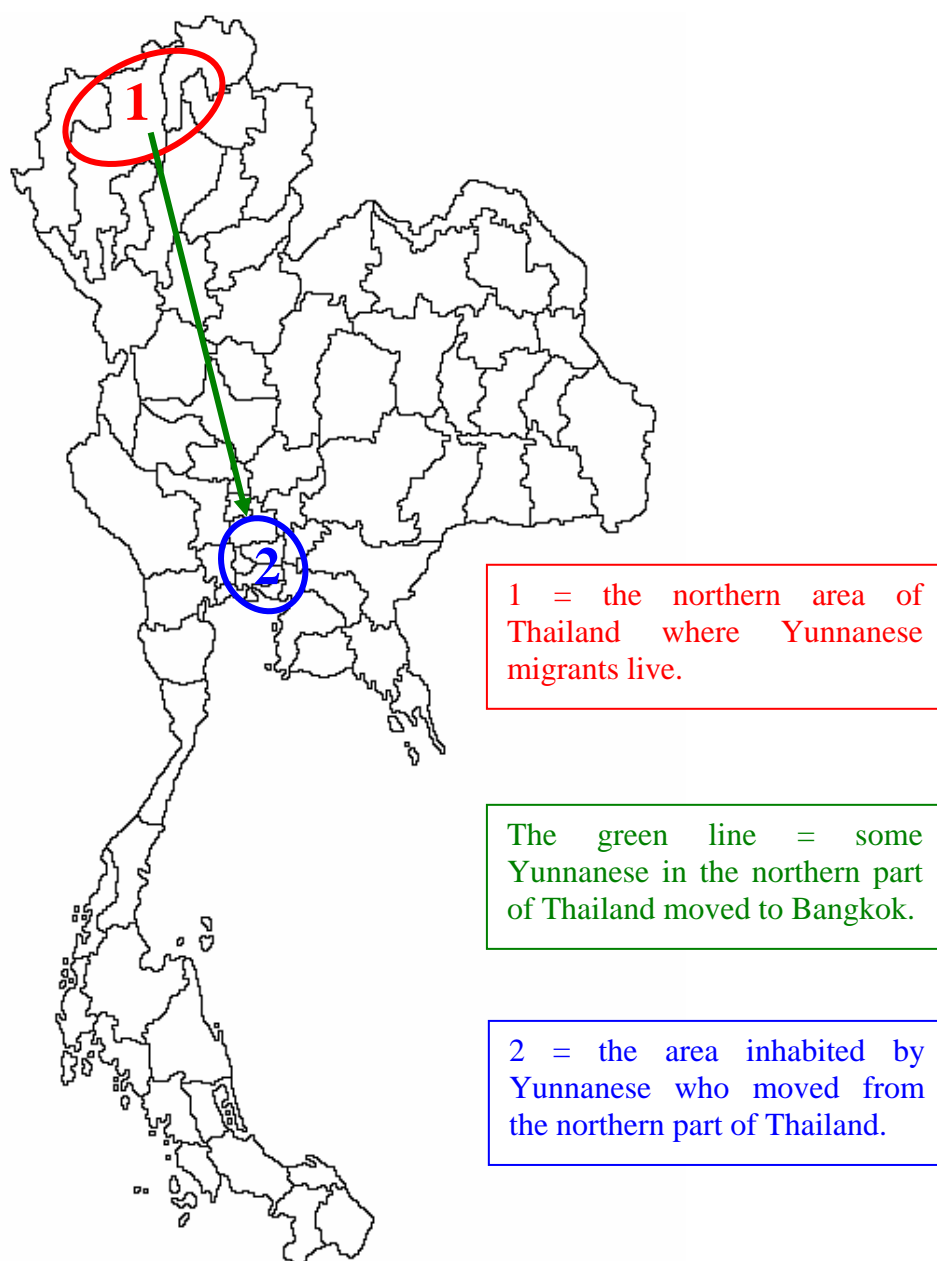 1
2
1 = the northern area of
Thailand where Yunnanese
migrants live.
The green line = some
Yunnanese in the northern part
of Thailand moved to Bangkok.
2 = the area inhabited by
Yunnanese who moved from
the northern part of Thailand.